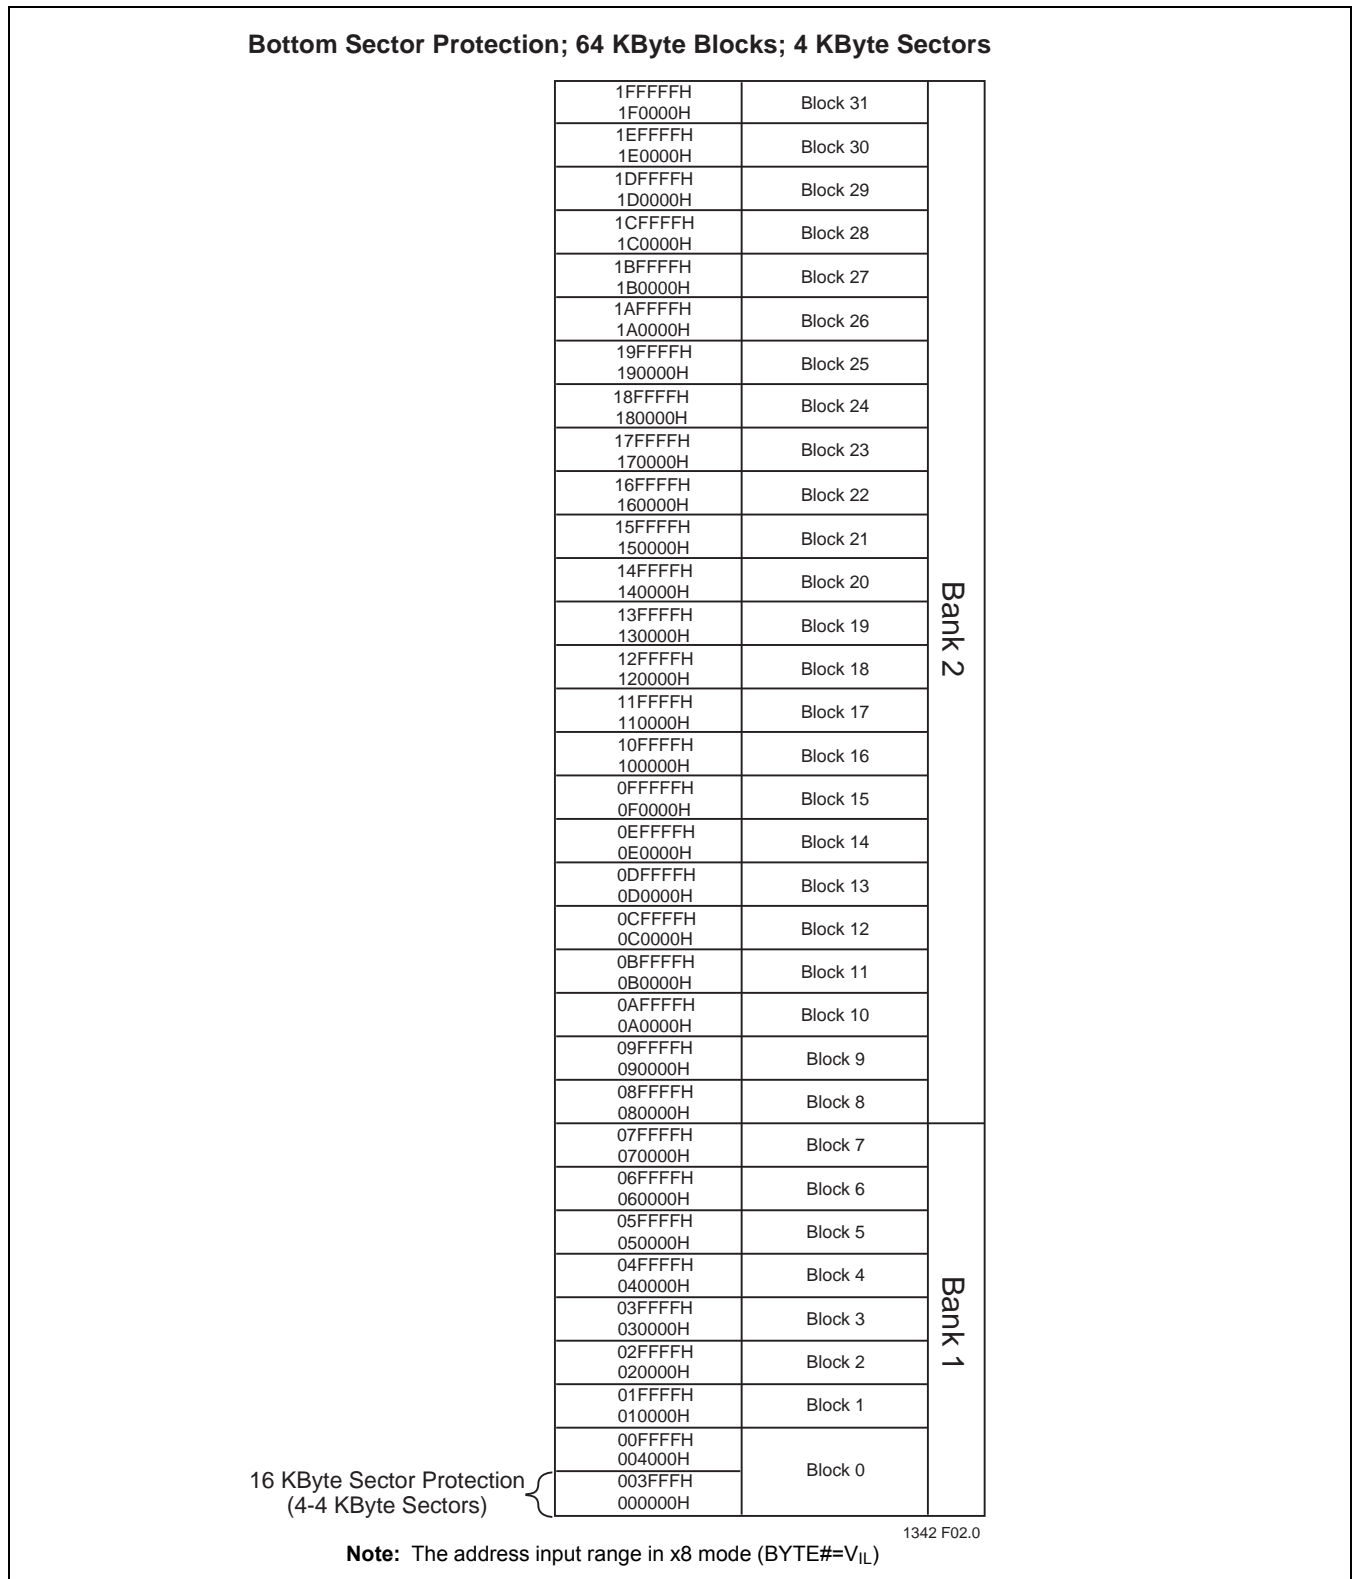 Bottom Sector Protection; 64 KByte Blocks; 4 KByte Sectors
1FFFFFH
1F0000H
Block 31
1EFFFFH
1E0000H
Block 30
1DFFFFH
1D0000H
Block 29
1CFFFFH
1C0000H
Block 28
1BFFFFH
1B0000H
Block 27
1AFFFFH
1A0000H
Block 26
19FFFFH
190000H
Block 25
18FFFFH
180000H
Block 24
17FFFFH
170000H
Block 23
16FFFFH
160000H
Block 22
15FFFFH
150000H
Block 21
14FFFFH
140000H
Block 20
13FFFFH
130000H
Block 19
12FFFFH
120000H
Block 18
11FFFFH
110000H
Block 17
10FFFFH
100000H
Block 16
0FFFFFH
0F0000H
Block 15
0EFFFFH
0E0000H
Block 14
0DFFFFH
0D0000H
Block 13
0CFFFFH
0C0000H
Block 12
0BFFFFH
0B0000H
Block 11
0AFFFFH
0A0000H
Block 10
09FFFFH
090000H
Block 9
08FFFFH
080000H
Block 8
Bank 2
07FFFFH
070000H
Block 7
06FFFFH
060000H
Block 6
05FFFFH
050000H
Block 5
04FFFFH
040000H
Block 4
03FFFFH
030000H
Block 3
02FFFFH
020000H
Block 2
01FFFFH
010000H
Block 1
00FFFFH
004000H
003FFFH
000000H
Block 0
Bank 1
16 KByte Sector Protection
(4-4 KByte Sectors)
1342 F02.0
Note: The address input range in x8 mode (BYTE#=VIL)